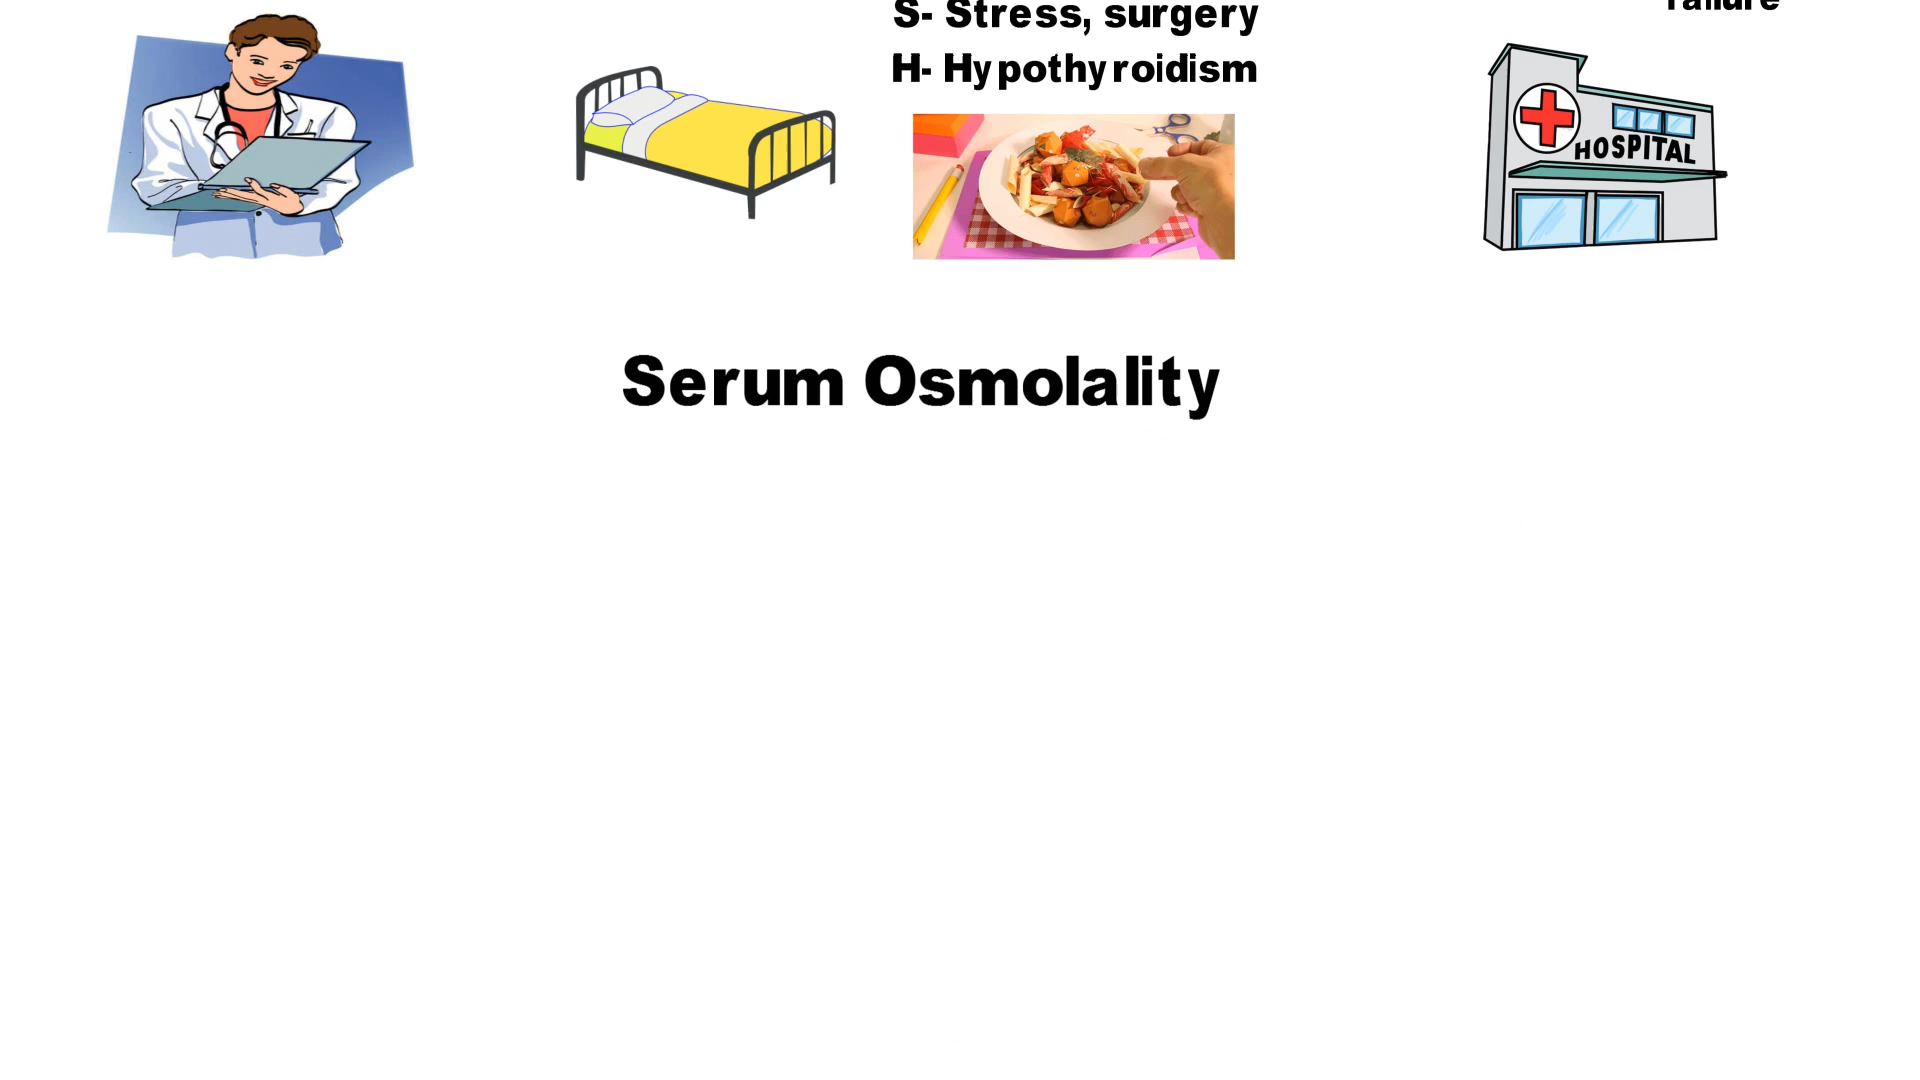 failure
S- Stress, surgery
H- Hypothyroidism
HOSPITAL
Serum Osmolality